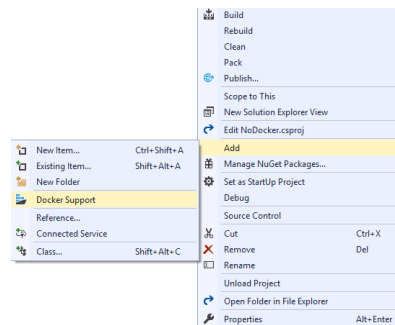 Build
Rebuild
Clean
Pack
Publish...
Scope to This
New Solution Explorer View
Edit NoDocker.csproj
Add
Manage NuGet Packages...
Set as StartUp Project
Debug
Source Control
Cut Ctrl+X
Remove Del
Rename
Unload Project
Open Folder in File Explorer
Properties Alt+Enter
New Item... Ctrl+Shift+A
Existing Item... Shift+Alt+A
New Folder
Docker Support
Reference...
Connected Service
Class... Shift+Alt+C